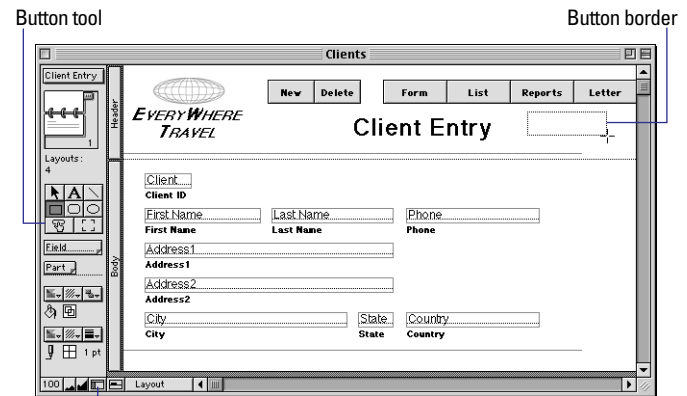 Button tool
Button border
Clients
Client Entry
1
Layouts:
4
Field
Part
1 pt
Header
Body
EVERYWHERE
TRAVEL
New Delete Form List Reports Letter
Client Entry
Client
Client ID
First Name Last Name Phone
First Name Last Name Phone
Address1
Address1
Address2
Address2
City State Country
City State Country
100 Layout
A